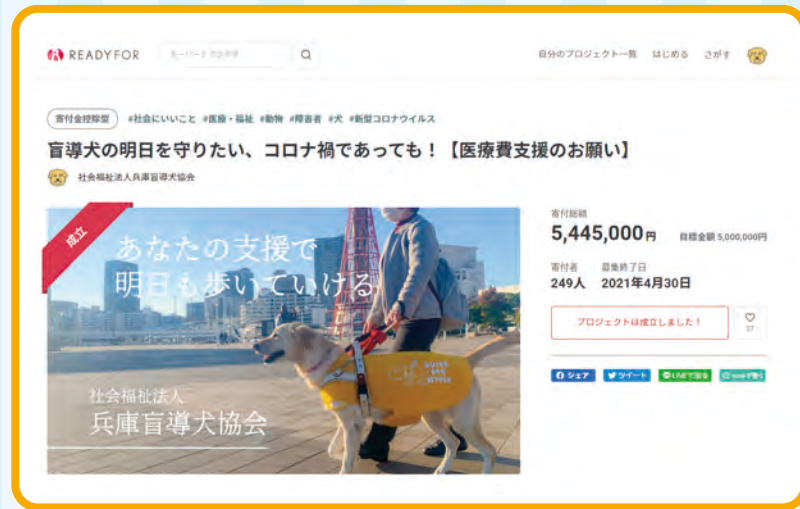 READYFOR
自分のプロジェクト一覧 はじめる さがす
寄付金控除型 #社会にいいこと #医療・福祉 #動物 #障害者 #犬 #新型コロナウイルス
盲導犬の明日を守りたい、コロナ禍であっても！【医療費支援のお願い】
社会福祉法人兵庫盲導犬協会
成立
あなたの支援で
明日も歩いていける
社会福祉法人
兵庫盲導犬協会
寄付総額
5,445,000円 目標金額 5,000,000円
寄付者 募集終了日
249人 2021年4月30日
プロジェクトは成立しました！
37
シェア ツイート LINEで送る